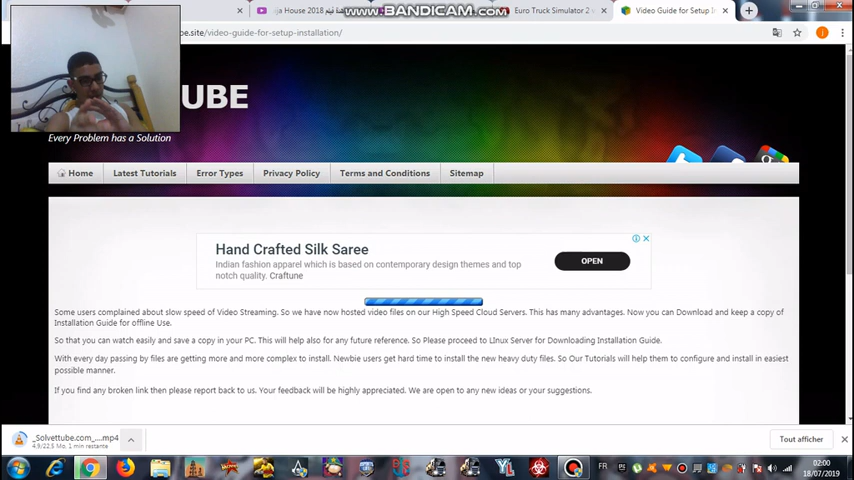 ija House 2018
WWW.BANDICAM.COM
Euro Truck Simulator 2
Video Guide for Setup In
be.site/video-guide-for-setup-installation/
UBE
Every Problem has a Solution
Home Latest Tutorials Error Types Privacy Policy Terms and Conditions Sitemap
Hand Crafted Silk Saree
Indian fashion apparel which is based on contemporary design themes and top
notch quality. Craftune
OPEN
Some users complained about slow speed of Video Streaming. So we have now hosted video files on our High Speed Cloud Servers. This has many advantages. Now you can Download and keep a copy of
Installation Guide for offline Use.
So that you can watch easily and save a copy in your PC. This will help also for any future reference. So Please proceed to LInux Server for Downloading Installation Guide.
With every day passing by files are getting more and more complex to install. Newbie users get hard time to install the new heavy duty files. So Our Tutorials will help them to configure and install in easiest
possible manner.
If you find any broken link then please report back to us. Your feedback will be highly appreciated. We are open to any new ideas or your suggestions.
_Solvettube.com_....mp4
4,9/22,5 Mo, 1 min restante
Tout afficher
FR
02:00
18/07/2019